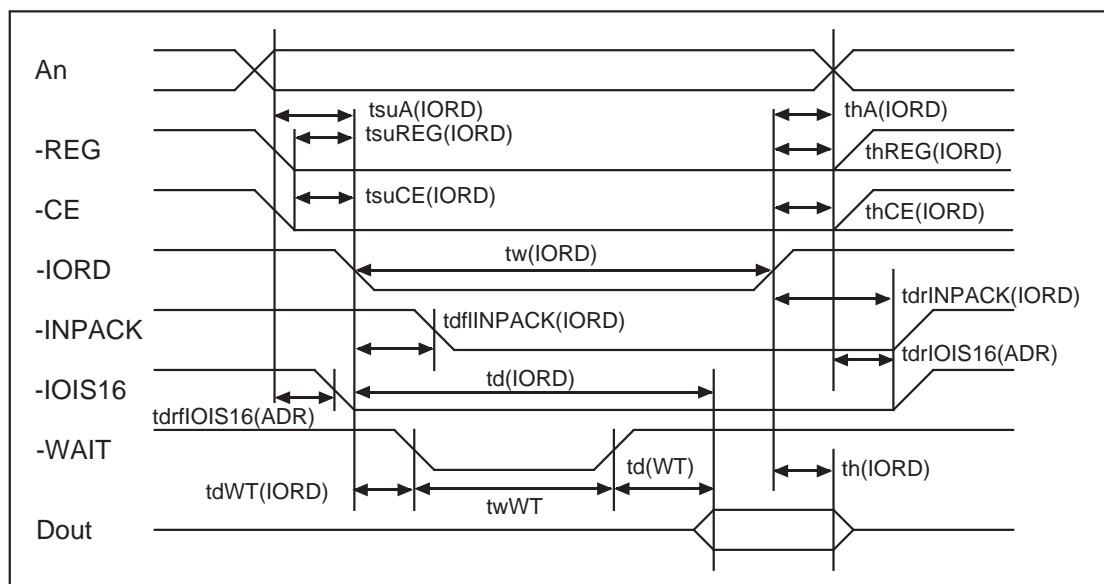 An
tsuA(IORD)
thA(IORD)
tsuREG(IORD)
-REG
thREG(IORD)
tsuCE(IORD)
-CE
thCE(IORD)
-IORD
tw(IORD)
tdrINPACK(IORD)
-INPACK
tdflINPACK(IORD)
tdrIOIS16(ADR)
-IOIS16
td(IORD)
tdrfIOIS16(ADR)
-WAIT
td(WT)
th(IORD)
tdWT(IORD)
twWT
Dout